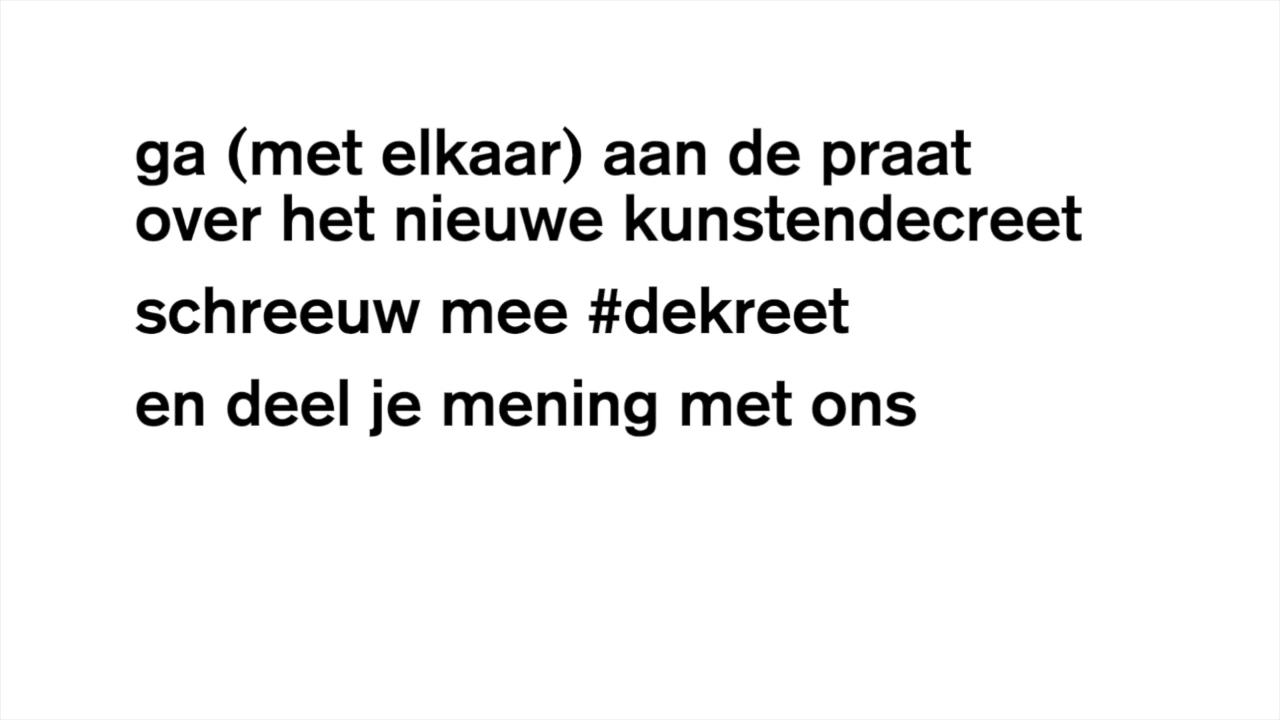 ga (met elkaar) aan de praat
over het nieuwe kunstendecreet
schreeuw mee #dekreet
en deel je mening met ons